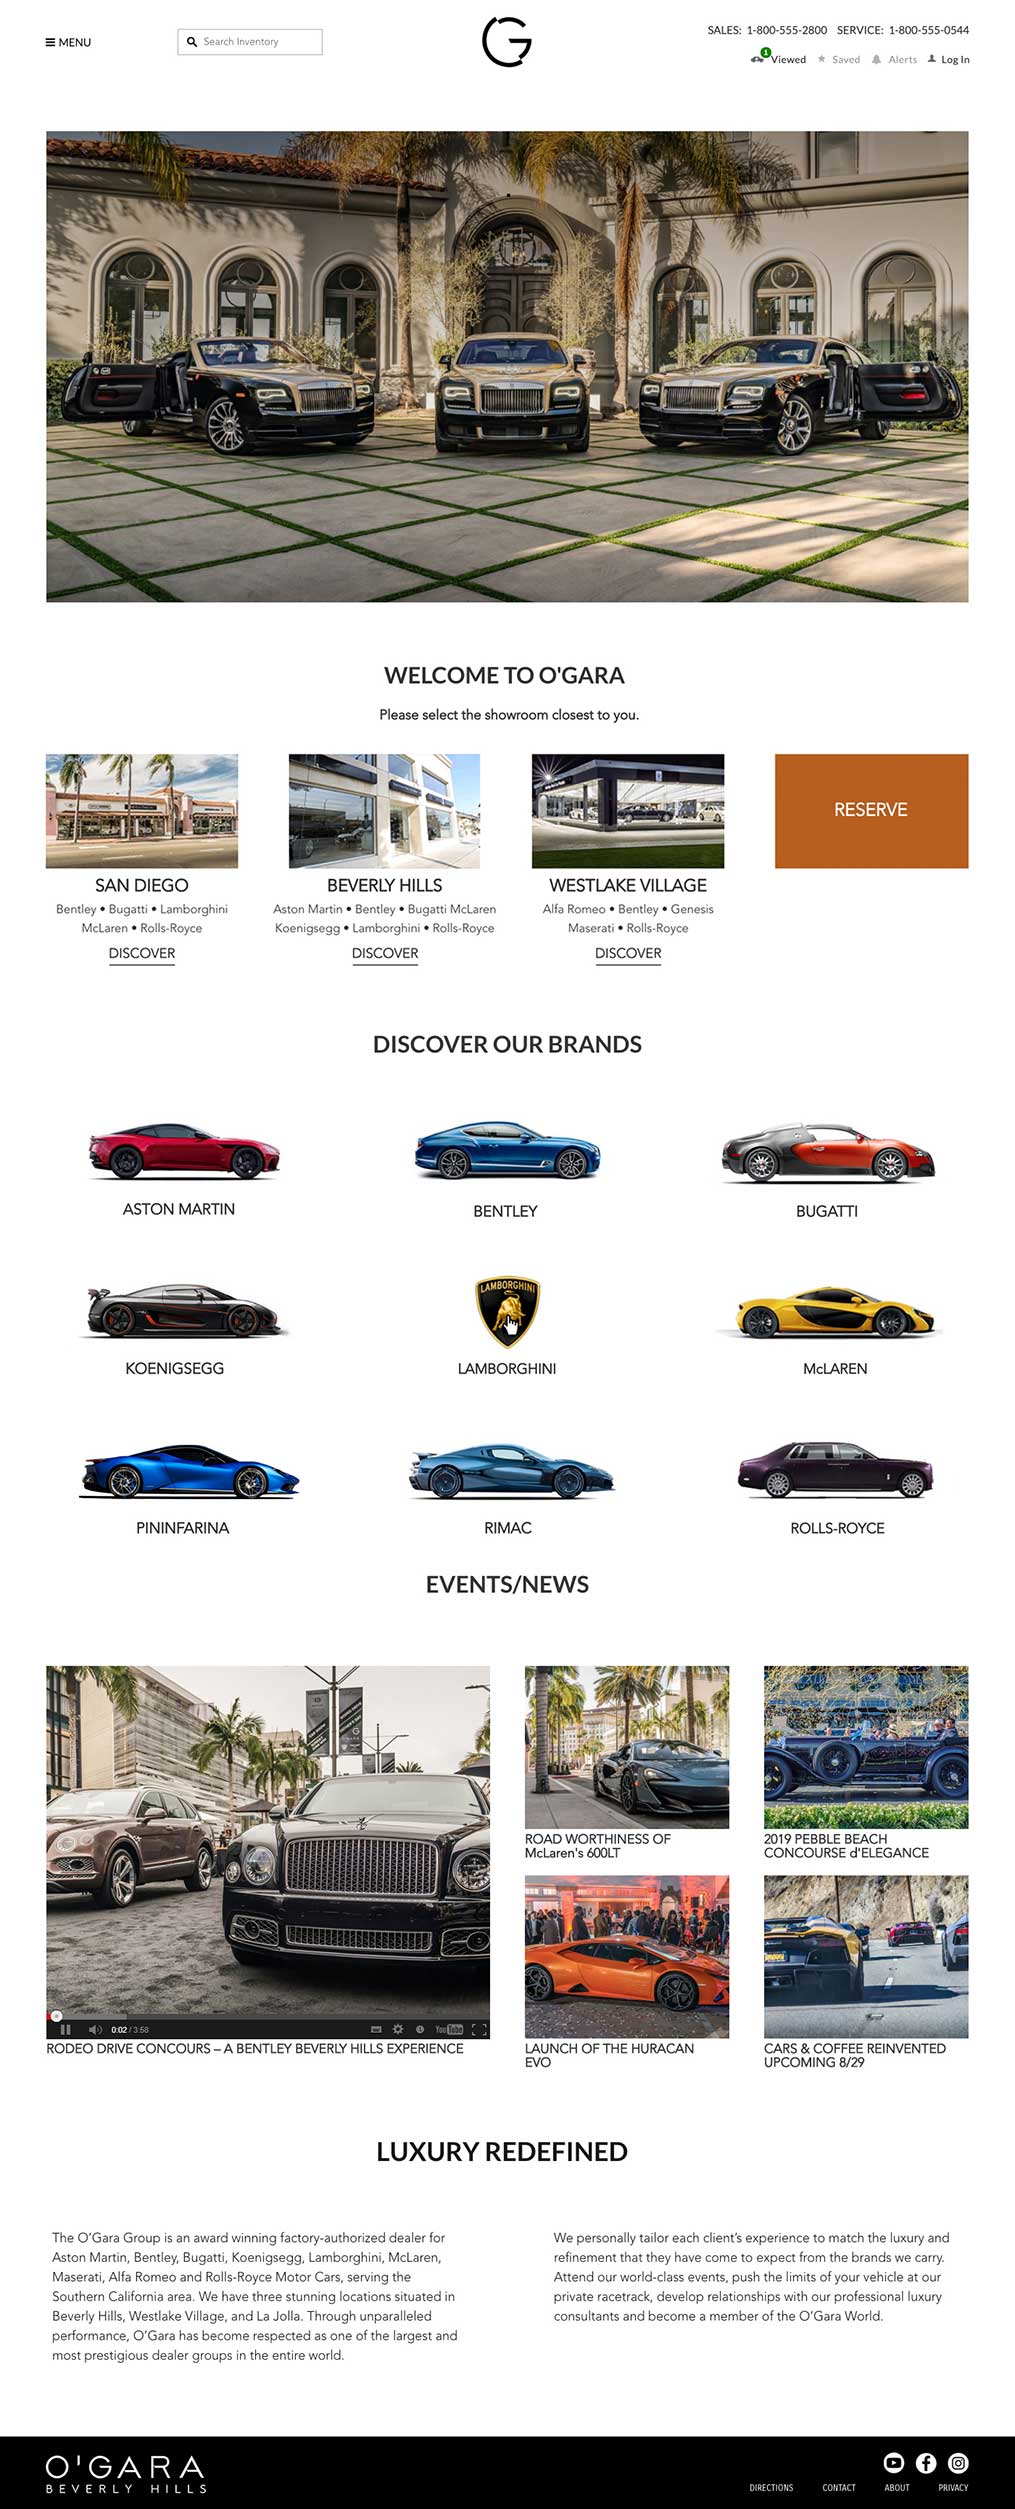 MENU
Search Inventory
G
SALES: 1-800-555-2800 SERVICE: 1-800-555-0544
1
Viewed Saved Alerts Log In
WELCOME TO O'GARA
Please select the showroom closest to you.
RESERVE
SAN DIEGO
Bentley • Bugatti • Lamborghini
McLaren • Rolls-Royce
DISCOVER
BEVERLY HILLS
Aston Martin • Bentley • Bugatti McLaren
Koenigsegg • Lamborghini • Rolls-Royce
DISCOVER
WESTLAKE VILLAGE
Alfa Romeo • Bentley • Genesis
Maserati • Rolls-Royce
DISCOVER
DISCOVER OUR BRANDS
ASTON MARTIN
BENTLEY
BUGATTI
KOENIGSEGG
LAMBORGHINI
LAMBORGHINI
McLAREN
PININFARINA
RIMAC
ROLLS-ROYCE
EVENTS/NEWS
0:02 / 3:58
YouTube
RODEO DRIVE CONCOURS – A BENTLEY BEVERLY HILLS EXPERIENCE
ROAD WORTHINESS OF
McLaren's 600LT
2019 PEBBLE BEACH
CONCOURSE d'ELEGANCE
LAUNCH OF THE HURACAN
EVO
CARS & COFFEE REINVENTED
UPCOMING 8/29
LUXURY REDEFINED
The O’Gara Group is an award winning factory-authorized dealer for
Aston Martin, Bentley, Bugatti, Koenigsegg, Lamborghini, McLaren,
Maserati, Alfa Romeo and Rolls-Royce Motor Cars, serving the
Southern California area. We have three stunning locations situated in
Beverly Hills, Westlake Village, and La Jolla. Through unparalleled
performance, O’Gara has become respected as one of the largest and
most prestigious dealer groups in the entire world.
We personally tailor each client’s experience to match the luxury and
refinement that they have come to expect from the brands we carry.
Attend our world-class events, push the limits of your vehicle at our
private racetrack, develop relationships with our professional luxury
consultants and become a member of the O’Gara World.
O'GARA
BEVERLY HILLS
DIRECTIONS CONTACT ABOUT PRIVACY